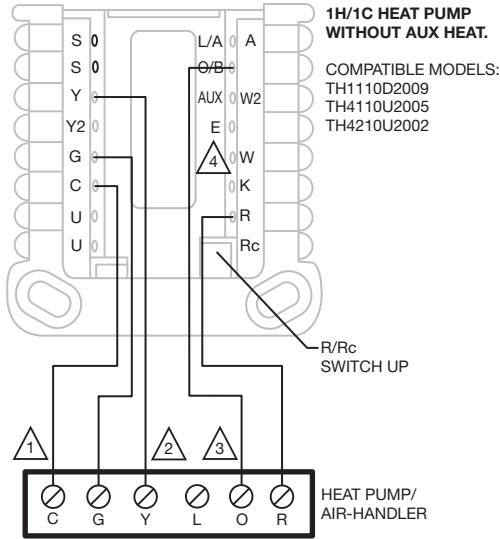 1H/1C HEAT PUMP
WITHOUT AUX HEAT.
COMPATIBLE MODELS:
TH1110D2009
TH4110U2005
TH4210U2002
S L/A A
S O/B
Y AUX W2
Y2 E
G 4 W
C K
U R
U Rc
R/Rc
SWITCH UP
1 2 3
C G Y L O R
HEAT PUMP/
AIR-HANDLER